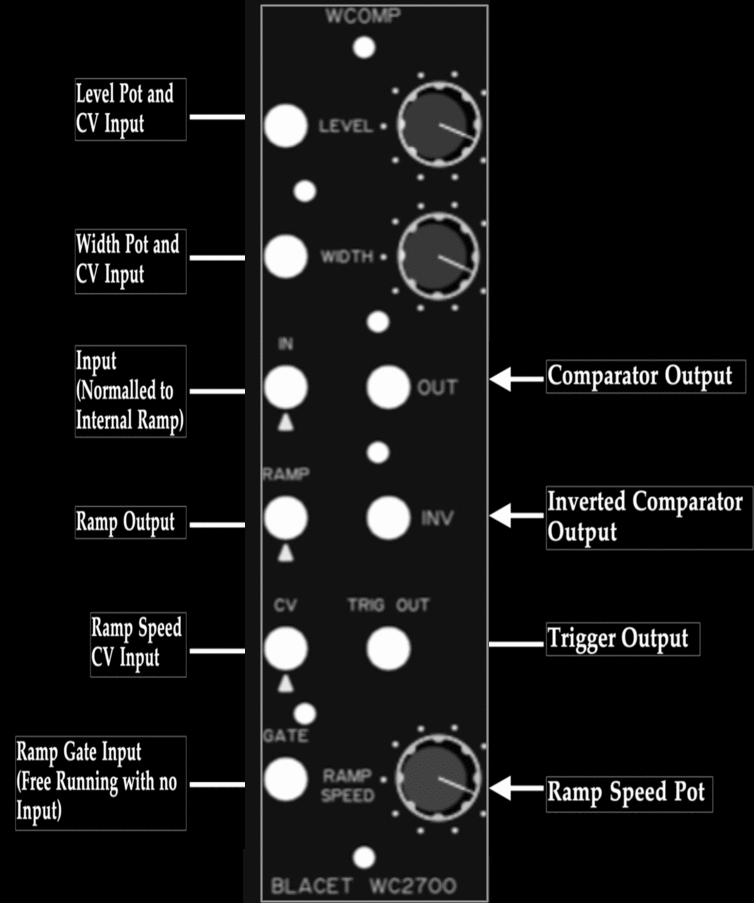 WCOMP
Level Pot and
CV Input
LEVEL
Width Pot and
CV Input
WIDTH
Input
(Normalled to
Internal Ramp)
IN
OUT
Comparator Output
RAMP
Ramp Output
INV
Inverted Comparator
Output
CV
TRIG OUT
Ramp Speed
CV Input
Trigger Output
GATE
Ramp Gate Input
(Free Running with no
Input)
RAMP
SPEED
Ramp Speed Pot
BLACET WC2700